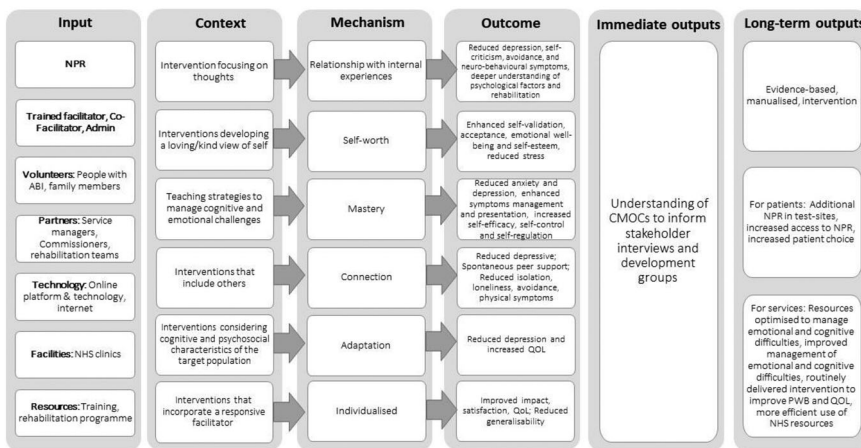 Input
NPR
Trained facilitator, Co-
Facilitator, Admin
Volunteers: People with
ABI, family members
Partners: Service
managers,
Commissioners,
rehabilitation teams
Technology: Online
platform & technology,
internet
Facilities: NHS clinics
Resources: Training,
rehabilitation programme
Context
Intervention focusing on
thoughts
Interventions developing
a loving/kind view of self
Teaching strategies to
manage cognitive and
emotional challenges
Interventions that
include others
Interventions considering
cognitive and psychosocial
characteristics of the
target population
Interventions that
incorporate a responsive
facilitator
Mechanism
Relationship with internal
experiences
Self-worth
Mastery
Connection
Adaptation
Individualised
Outcome
Reduced depression, self-
criticism, avoidance, and
neuro-behavioural symptoms,
deeper understanding of
psychological factors and
rehabilitation
Enhanced self-validation,
acceptance, emotional well-
being and self-esteem,
reduced stress
Reduced anxiety and
depression, enhanced
symptoms management
and presentation, increased
self-efficacy, self-control
and self-regulation
Reduced depressive;
Spontaneous peer support;
Reduced isolation,
loneliness, avoidance,
physical symptoms
Reduced depression and
increased QOL
Improved impact,
satisfaction, QoL; Reduced
generalisability
Immediate outputs
Understanding of
CMOCs to inform
stakeholder
interviews and
development
groups
Long-term outputs
Evidence-based,
manualised, intervention
For patients: Additional
NPR in test-sites,
increased access to NPR,
increased patient choice
For services: Resources
optimised to manage
emotional and cognitive
difficulties, improved
management of
emotional and cognitive
difficulties, routinely
delivered intervention to
improve PWB and QOL,
more efficient use of
NHS resources